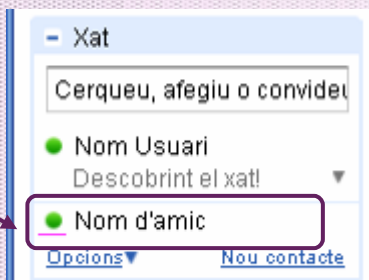 − Xat
Cerqueu, afegiu o convideu
Nom Usuari
Descobrint el xat! ▼
Nom d'amic
Opcions▼ Nou contacte